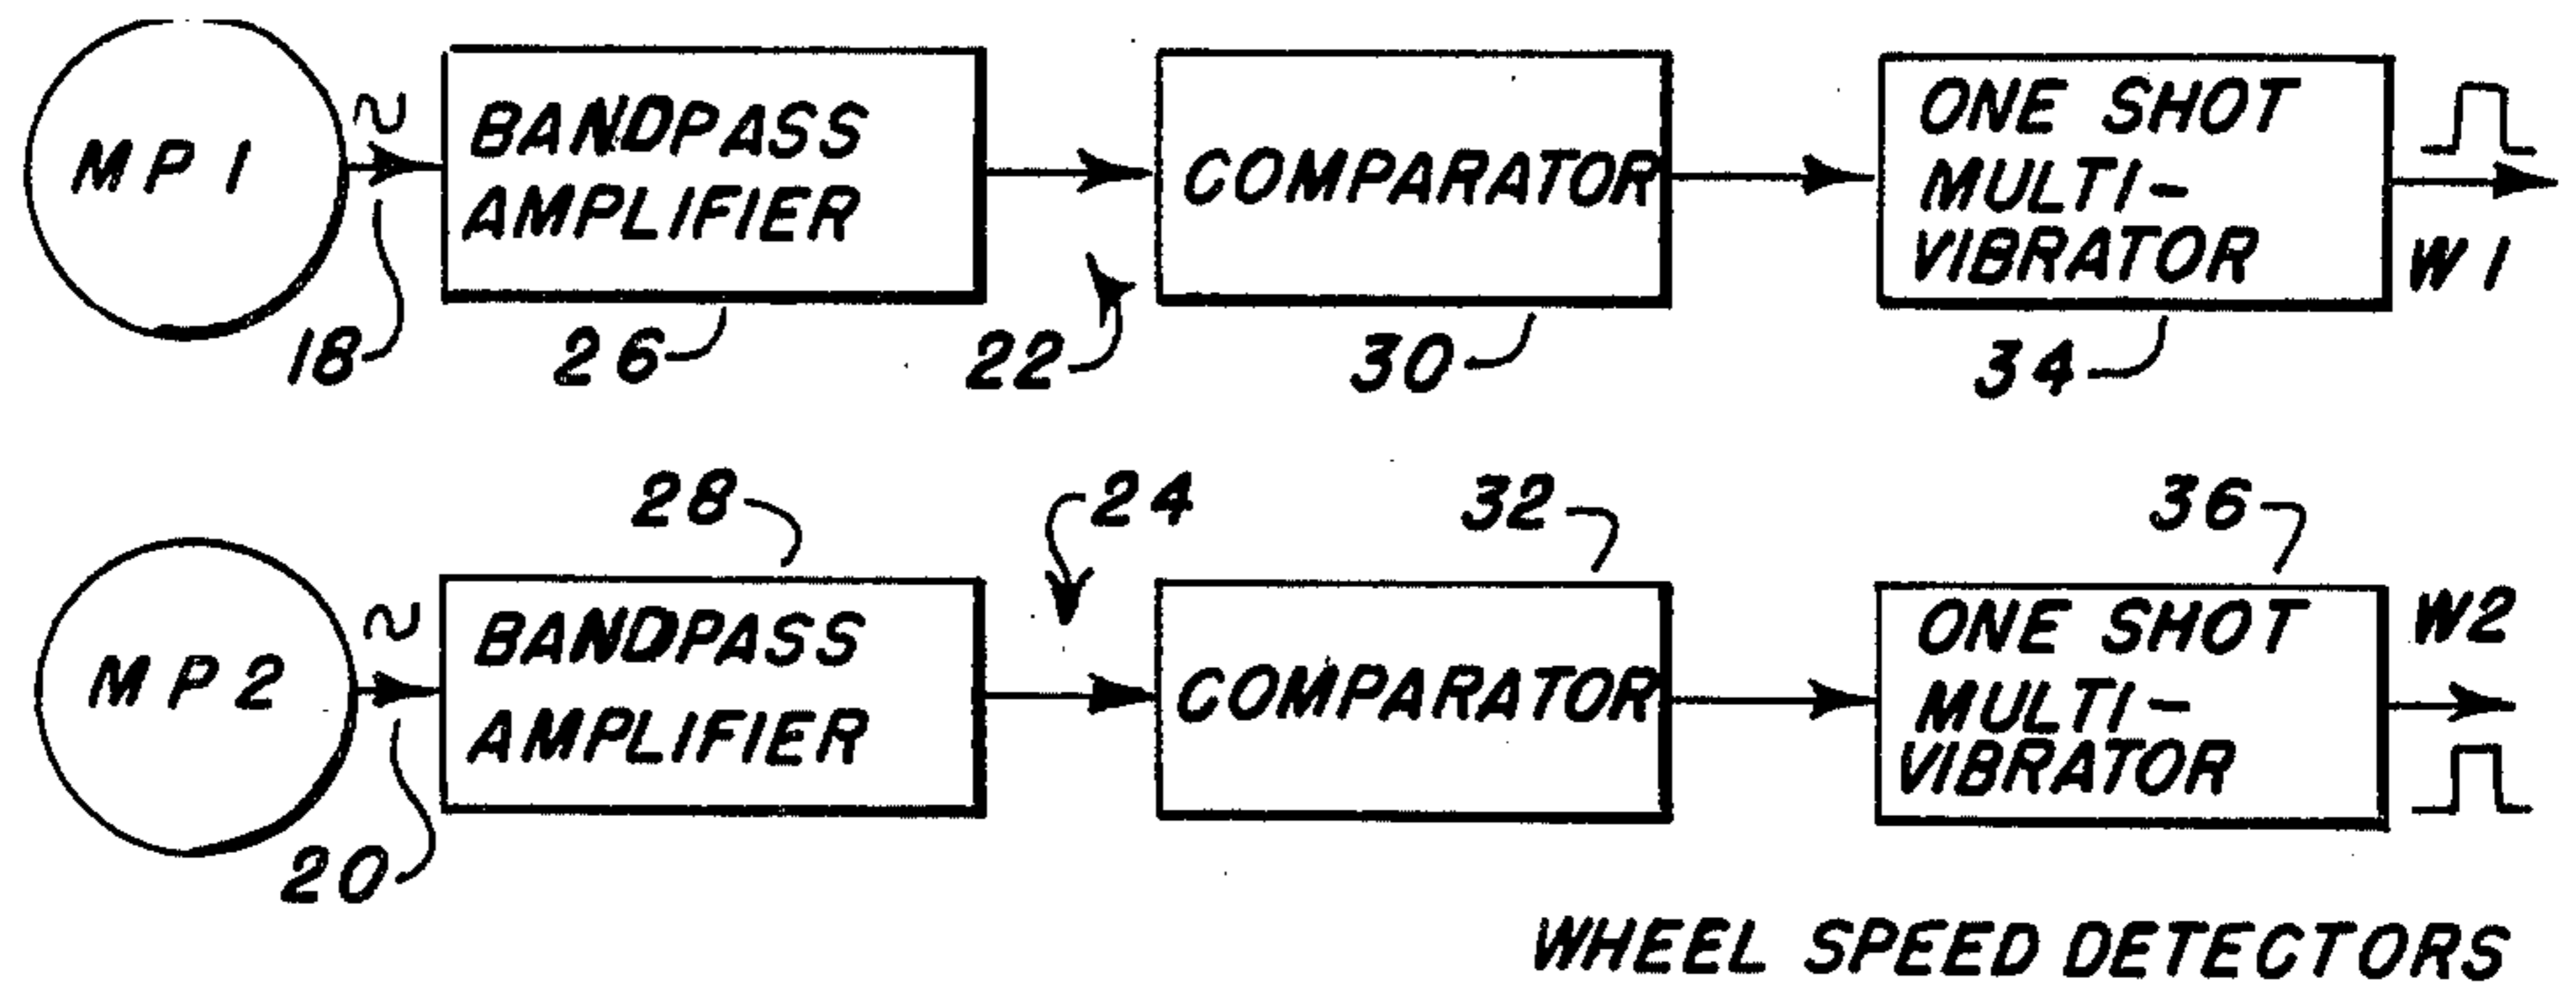 MP1
BANDPASS
AMPLIFIER
COMPARATOR
ONE SHOT
MULTI-
VIBRATOR
W1
18
26
22
30
34
28
24
32
36
MP2
BANDPASS
AMPLIFIER
COMPARATOR
ONE SHOT
MULTI-
VIBRATOR
W2
20
WHEEL SPEED DETECTORS